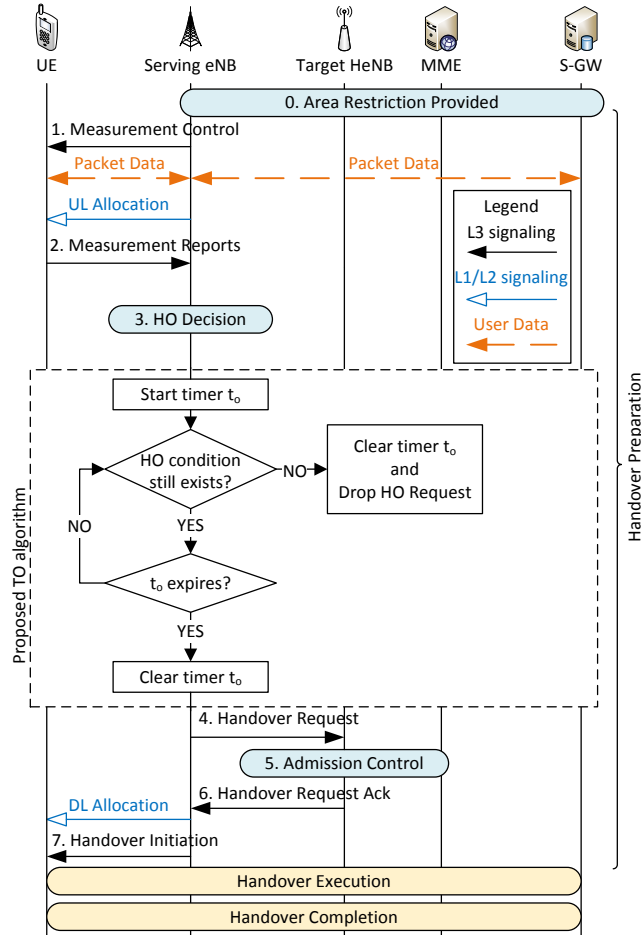 UE
Serving eNB
Target HeNB
MME
S-GW
0. Area Restriction Provided
1. Measurement Control
Packet Data
Packet Data
UL Allocation
2. Measurement Reports
Legend
L3 signaling
L1/L2 signaling
User Data
3. HO Decision
Handover Preparation
Proposed TO algorithm
Start timer tₒ
HO condition
still exists?
NO
Clear timer tₒ
and
Drop HO Request
NO
YES
tₒ expires?
YES
Clear timer tₒ
4. Handover Request
5. Admission Control
6. Handover Request Ack
DL Allocation
7. Handover Initiation
Handover Execution
Handover Completion